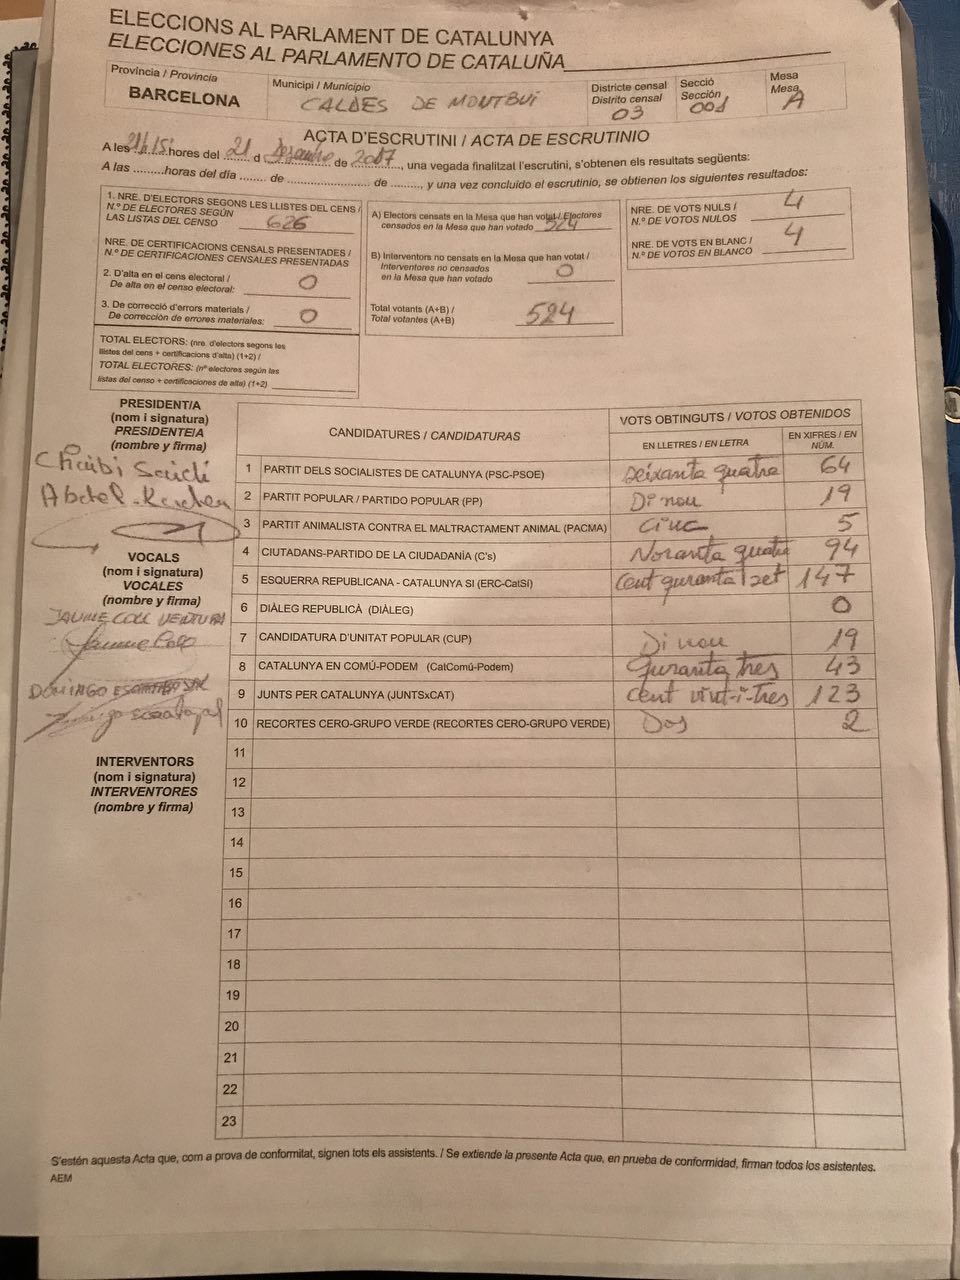 ELECCIONS AL PARLAMENT DE CATALUNYA
ELECCIONES AL PARLAMENTO DE CATALUÑA
Provincia / Provincia
BARCELONA
Municipi / Municipio
CALDES DE MONTBUI
Districte censal
Distrito censal
03
Secció
Sección
001
Mesa
Mesa
A
ACTA D'ESCRUTINI / ACTA DE ESCRUTINIO
A les 21h15' hores del 21 d Desembre de 2017, una vegada finalitzat l'escrutini, s'obtenen els resultats següents:
A las .........horas del día ........ de ..................... de ........, y una vez concluido el escrutinio, se obtienen los siguientes resultados:
1. NRE. D'ELECTORS SEGONS LES LLISTES DEL CENS /
N.º DE ELECTORES SEGÚN
LAS LISTAS DEL CENSO 626
NRE. DE CERTIFICACIONS CENSALS PRESENTADES /
N.º DE CERTIFICACIONES CENSALES PRESENTADAS
2. D'alta en el cens electoral /
De alta en el censo electoral: 0
3. De correcció d'errors materials /
De corrección de errores materiales: 0
TOTAL ELECTORS: (nre. d'electors segons les
llistes del cens + certificacions d'alta) (1+2) /
TOTAL ELECTORES: (nº electores según las
listas del censo + certificaciones de alta) (1+2)
A) Electors censats en la Mesa que han votat / Electores
censados en la Mesa que han votado 524
B) Interventors no censats en la Mesa que han votat /
Interventores no censados
en la Mesa que han votado 0
Total votants (A+B) /
Total votantes (A+B) 524
NRE. DE VOTS NULS /
N.º DE VOTOS NULOS 4
NRE. DE VOTS EN BLANC /
N.º DE VOTOS EN BLANCO 4
PRESIDENT/A
(nom i signatura)
PRESIDENTE/A
(nombre y firma)
Chaibi Saidi
VOCALS
(nom i signatura)
VOCALES
(nombre y firma)
JAUME COLL VENTURA
Jaume Coll
DOMINGO
INTERVENTORS
(nom i signatura)
INTERVENTORES
(nombre y firma)
CANDIDATURES / CANDIDATURAS
VOTS OBTINGUTS / VOTOS OBTENIDOS
EN LLETRES / EN LETRA
EN XIFRES / EN
NÚM.
1 PARTIT DELS SOCIALISTES DE CATALUNYA (PSC-PSOE) Seixanta quatre 64
2 PARTIT POPULAR / PARTIDO POPULAR (PP) Dinou 19
3 PARTIT ANIMALISTA CONTRA EL MALTRACTAMENT ANIMAL (PACMA) cinc 5
4 CIUTADANS-PARTIDO DE LA CIUDADANÍA (C's) Noranta quatre 94
5 ESQUERRA REPUBLICANA - CATALUNYA SI (ERC-CatSí) Cent quranta set 147
6 DIÀLEG REPUBLICÀ (DIÀLEG) 0
7 CANDIDATURA D'UNITAT POPULAR (CUP) Dinou 19
8 CATALUNYA EN COMÚ-PODEM (CatComú-Podem) quranta tres 43
9 JUNTS PER CATALUNYA (JUNTSxCAT) Cent vint-i-tres 123
10 RECORTES CERO-GRUPO VERDE (RECORTES CERO-GRUPO VERDE) Dos 2
11
12
13
14
15
16
17
18
19
20
21
22
23
S'estén aquesta Acta que, com a prova de conformitat, signen tots els assistents. / Se extiende la presente Acta que, en prueba de conformidad, firman todos los asistentes.
AEM